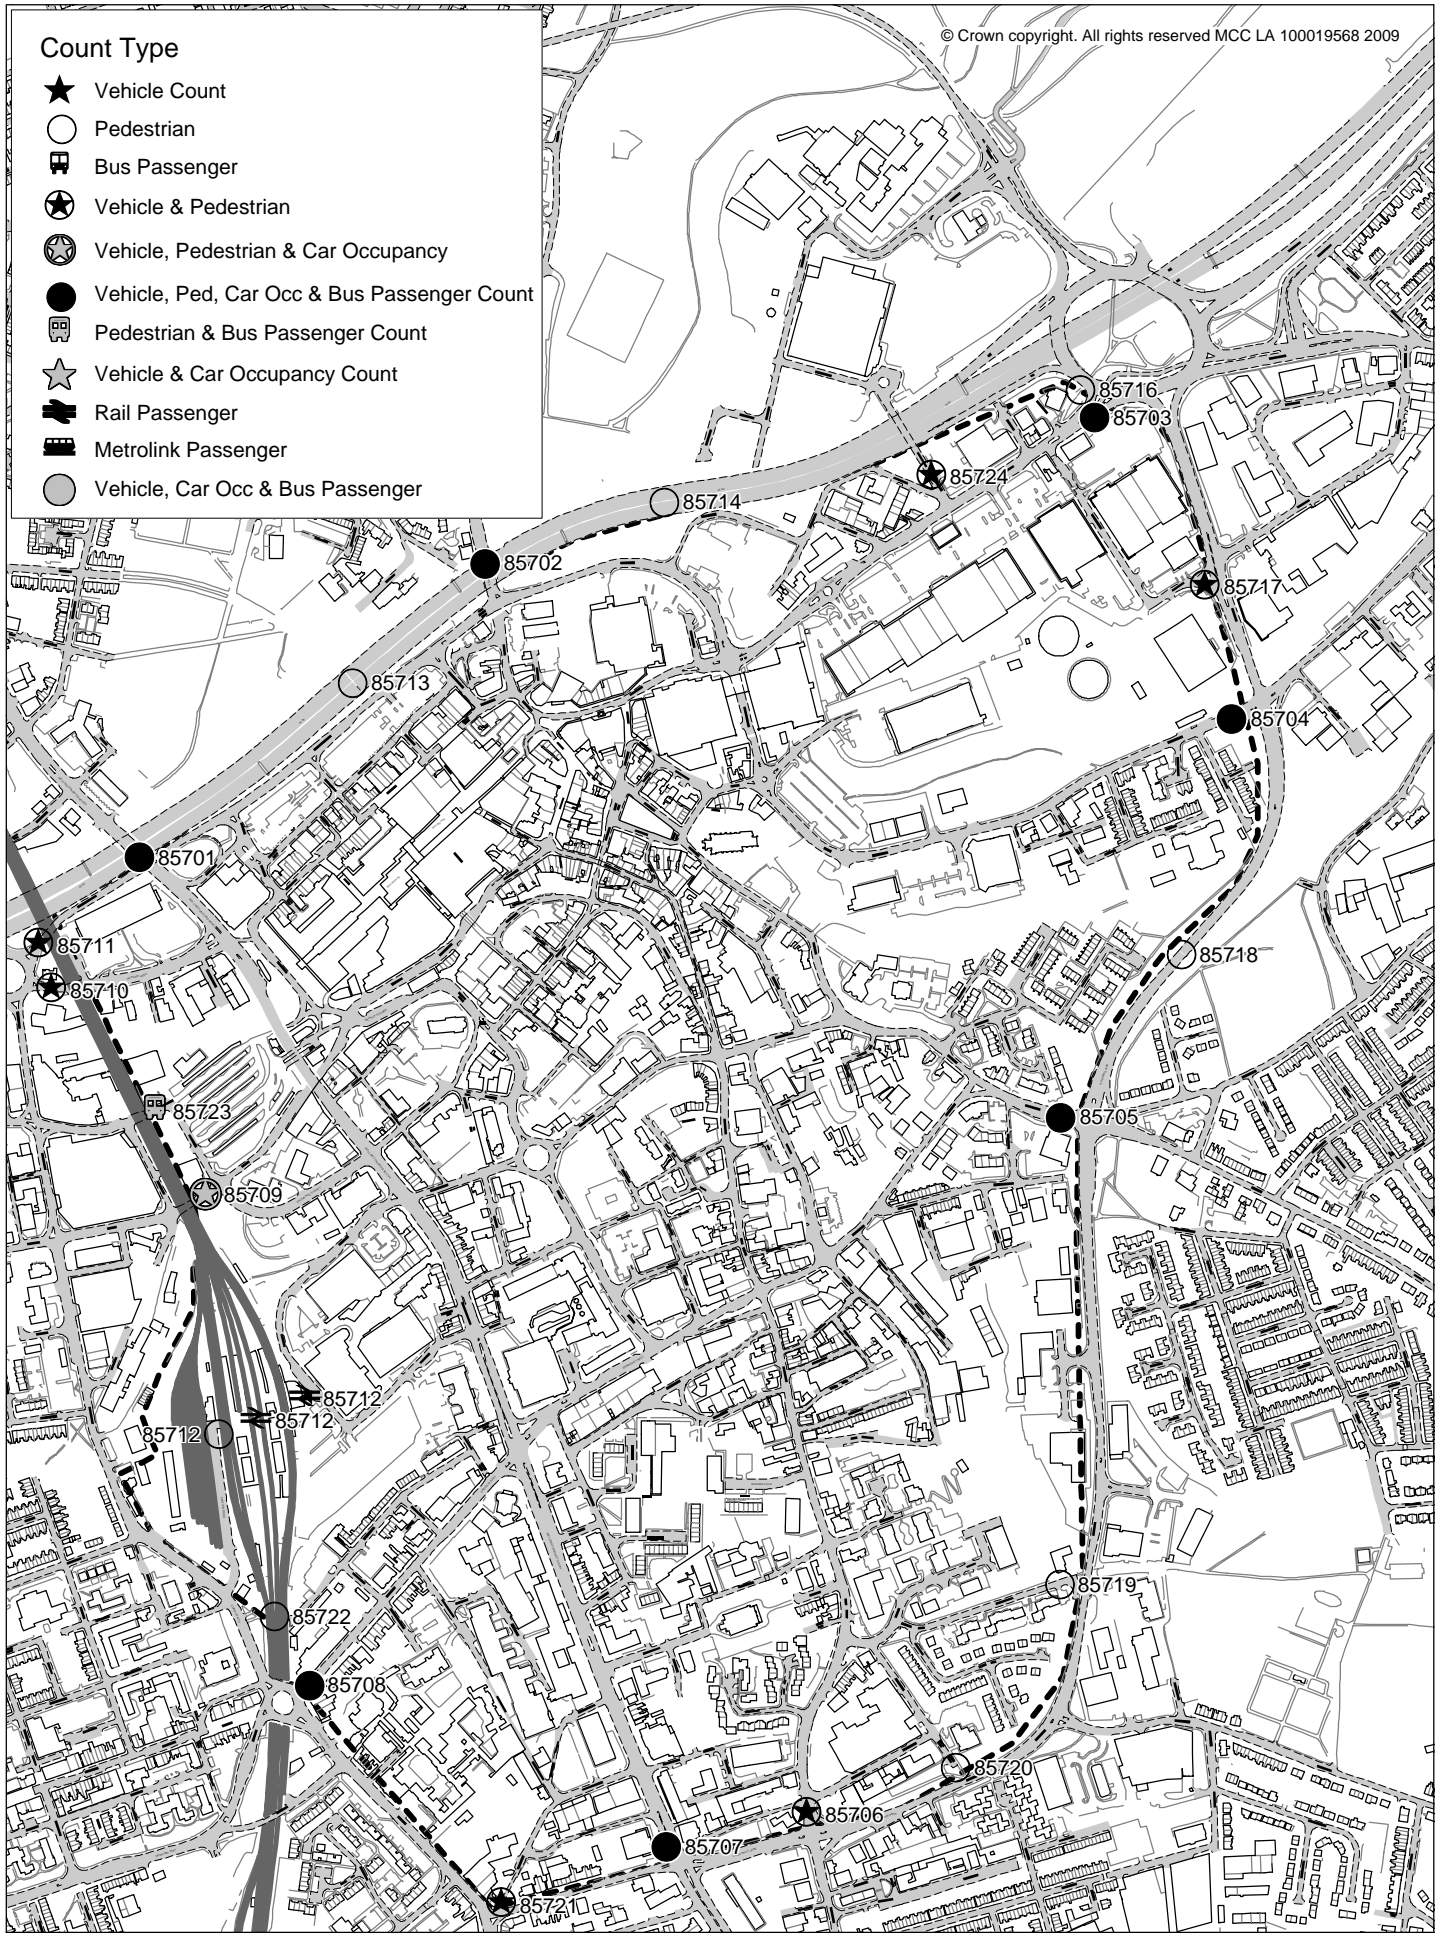 © Crown copyright. All rights reserved MCC LA 100019568 2009
Count Type
Vehicle Count
Pedestrian
Bus Passenger
Vehicle & Pedestrian
Vehicle, Pedestrian & Car Occupancy
Vehicle, Ped, Car Occ & Bus Passenger Count
Pedestrian & Bus Passenger Count
Vehicle & Car Occupancy Count
Rail Passenger
Metrolink Passenger
Vehicle, Car Occ & Bus Passenger
85716
85703
85724
85714
85702
85717
85713
85704
85701
85711
85718
85710
85723
85705
85709
85712
85712
85712
85719
85722
85708
85720
85706
85707
85721